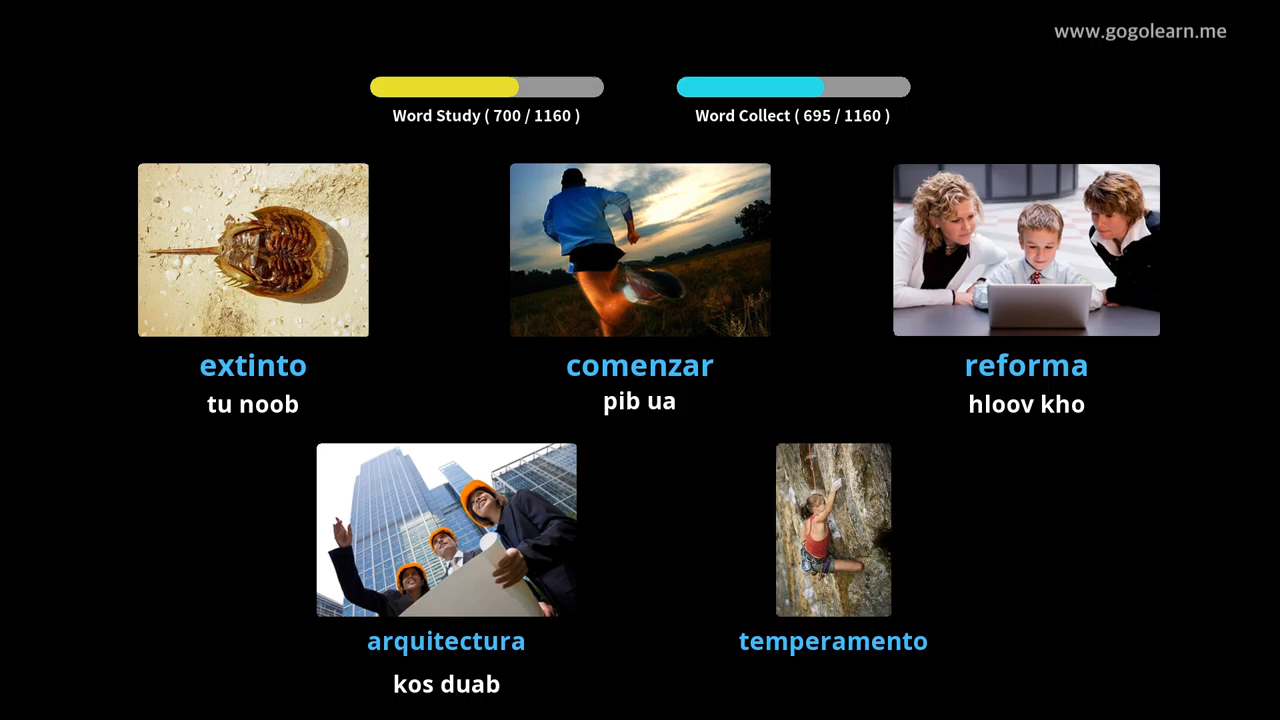 www.gogolearn.me
Word Study ( 700 / 1160 )
Word Collect ( 695 / 1160 )
extinto
tu noob
comenzar
pib ua
reforma
hloov kho
arquitectura
kos duab
temperamento